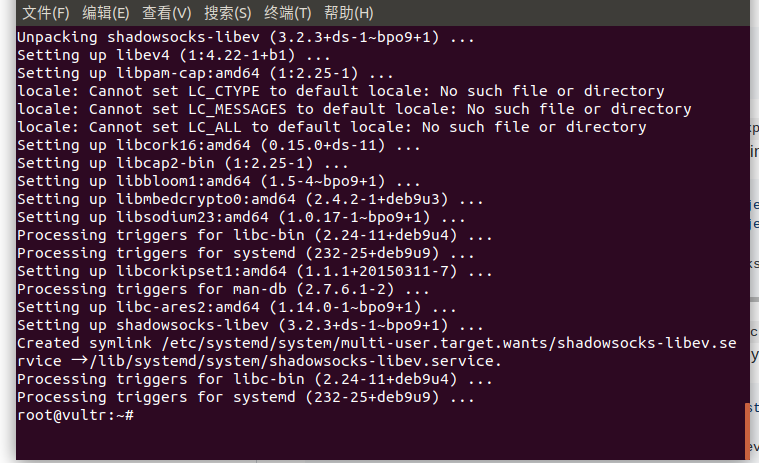 文件(F) 编辑(E) 查看(V) 搜索(S) 终端(T) 帮助(H)
Unpacking shadowsocks-libev (3.2.3+ds-1~bpo9+1) ...
Setting up libev4 (1:4.22-1+b1) ...
Setting up libpam-cap:amd64 (1:2.25-1) ...
locale: Cannot set LC_CTYPE to default locale: No such file or directory
locale: Cannot set LC_MESSAGES to default locale: No such file or directory
locale: Cannot set LC_ALL to default locale: No such file or directory
Setting up libcork16:amd64 (0.15.0+ds-11) ...
Setting up libcap2-bin (1:2.25-1) ...
Setting up libbloom1:amd64 (1.5-4~bpo9+1) ...
Setting up libmbedcrypto0:amd64 (2.4.2-1+deb9u3) ...
Setting up libsodium23:amd64 (1.0.17-1~bpo9+1) ...
Processing triggers for libc-bin (2.24-11+deb9u4) ...
Processing triggers for systemd (232-25+deb9u9) ...
Setting up libcorkipset1:amd64 (1.1.1+20150311-7) ...
Processing triggers for man-db (2.7.6.1-2) ...
Setting up libc-ares2:amd64 (1.14.0-1~bpo9+1) ...
Setting up shadowsocks-libev (3.2.3+ds-1~bpo9+1) ...
Created symlink /etc/systemd/system/multi-user.target.wants/shadowsocks-libev.se
rvice →/lib/systemd/system/shadowsocks-libev.service.
Processing triggers for libc-bin (2.24-11+deb9u4) ...
Processing triggers for systemd (232-25+deb9u9) ...
root@vultr:~#